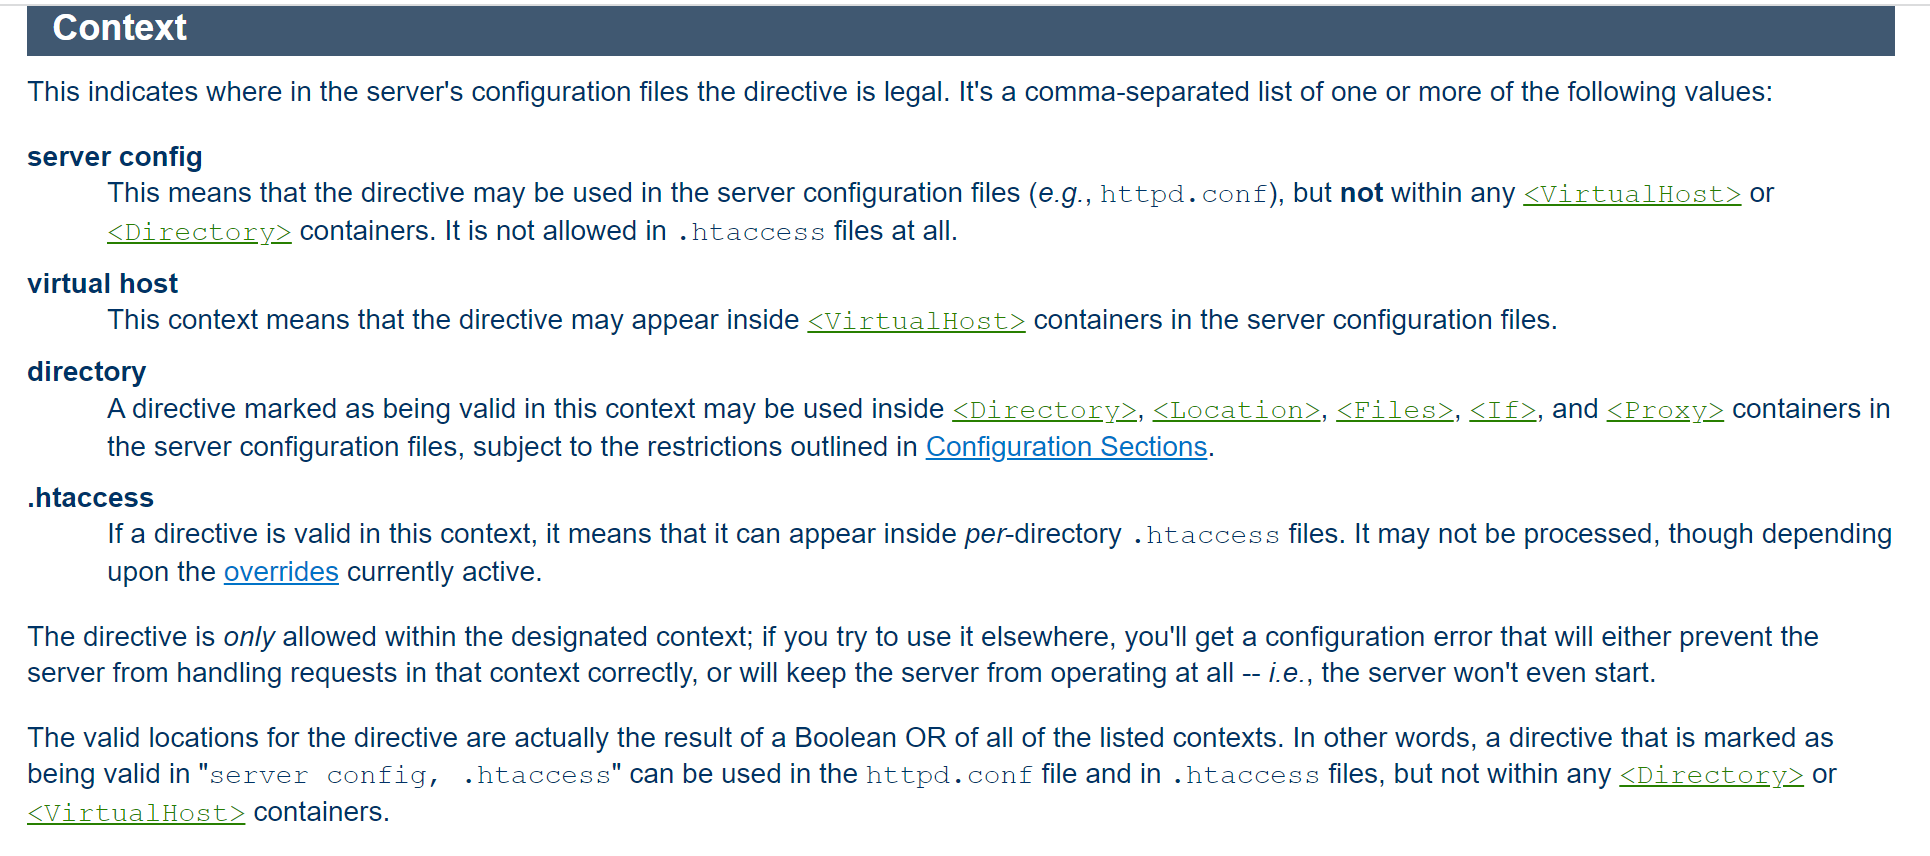 Context
This indicates where in the server's configuration files the directive is legal. It's a comma-separated list of one or more of the following values:
server config
This means that the directive may be used in the server configuration files (e.g., httpd.conf), but not within any <VirtualHost> or
<Directory> containers. It is not allowed in .htaccess files at all.
virtual host
This context means that the directive may appear inside <VirtualHost> containers in the server configuration files.
directory
A directive marked as being valid in this context may be used inside <Directory>, <Location>, <Files>, <If>, and <Proxy> containers in
the server configuration files, subject to the restrictions outlined in Configuration Sections.
.htaccess
If a directive is valid in this context, it means that it can appear inside per-directory .htaccess files. It may not be processed, though depending
upon the overrides currently active.
The directive is only allowed within the designated context; if you try to use it elsewhere, you'll get a configuration error that will either prevent the
server from handling requests in that context correctly, or will keep the server from operating at all -- i.e., the server won't even start.
The valid locations for the directive are actually the result of a Boolean OR of all of the listed contexts. In other words, a directive that is marked as
being valid in "server config, .htaccess" can be used in the httpd.conf file and in .htaccess files, but not within any <Directory> or
<VirtualHost> containers.